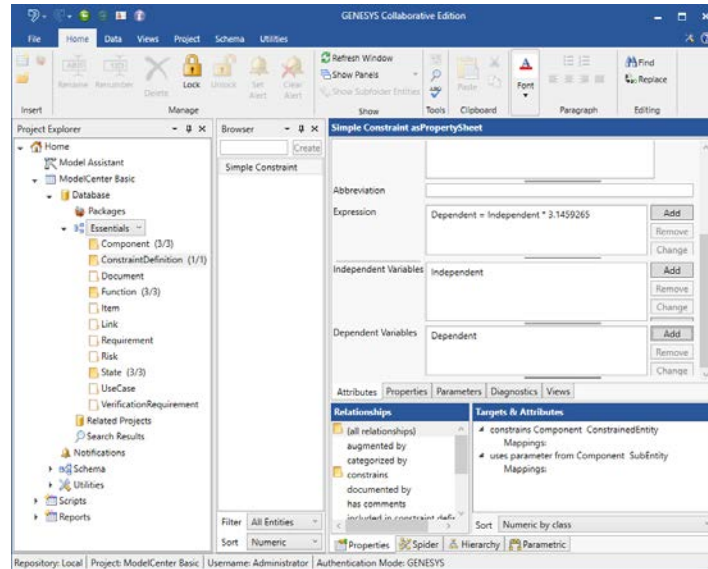 GENESYS Collaborative Edition
File Home Data Views Project Schema Utilities
Rename Renumber Delete Lock Unlock Set Alert Clear Alert
Refresh Window
Show Panels
Show Subfolder Entities
Paste
Font
Find
Replace
Insert Manage Show Tools Clipboard Paragraph Editing
Project Explorer
Home
Model Assistant
ModelCenter Basic
Database
Packages
Essentials
Component (3/3)
ConstraintDefinition (1/1)
Document
Function (3/3)
Item
Link
Requirement
Risk
State (3/3)
UseCase
VerificationRequirement
Related Projects
Search Results
Notifications
Schema
Utilities
Scripts
Reports
Browser
Create
Simple Constraint
Filter All Entities
Sort Numeric
Simple Constraint asPropertySheet
Abbreviation
Expression
Dependent = Independent * 3.1459265
Add
Remove
Change
Independent Variables
Independent
Add
Remove
Change
Dependent Variables
Dependent
Add
Remove
Change
Attributes Properties Parameters Diagnostics Views
Relationships
(all relationships)
augmented by
categorized by
constrains
documented by
has comments
included in constraint defi
Targets & Attributes
constrains Component ConstrainedEntity
Mappings:
uses parameter from Component SubEntity
Mappings:
Sort Numeric by class
Properties Spider Hierarchy Parametric
Repository: Local Project: ModelCenter Basic Username: Administrator Authentication Mode: GENESYS